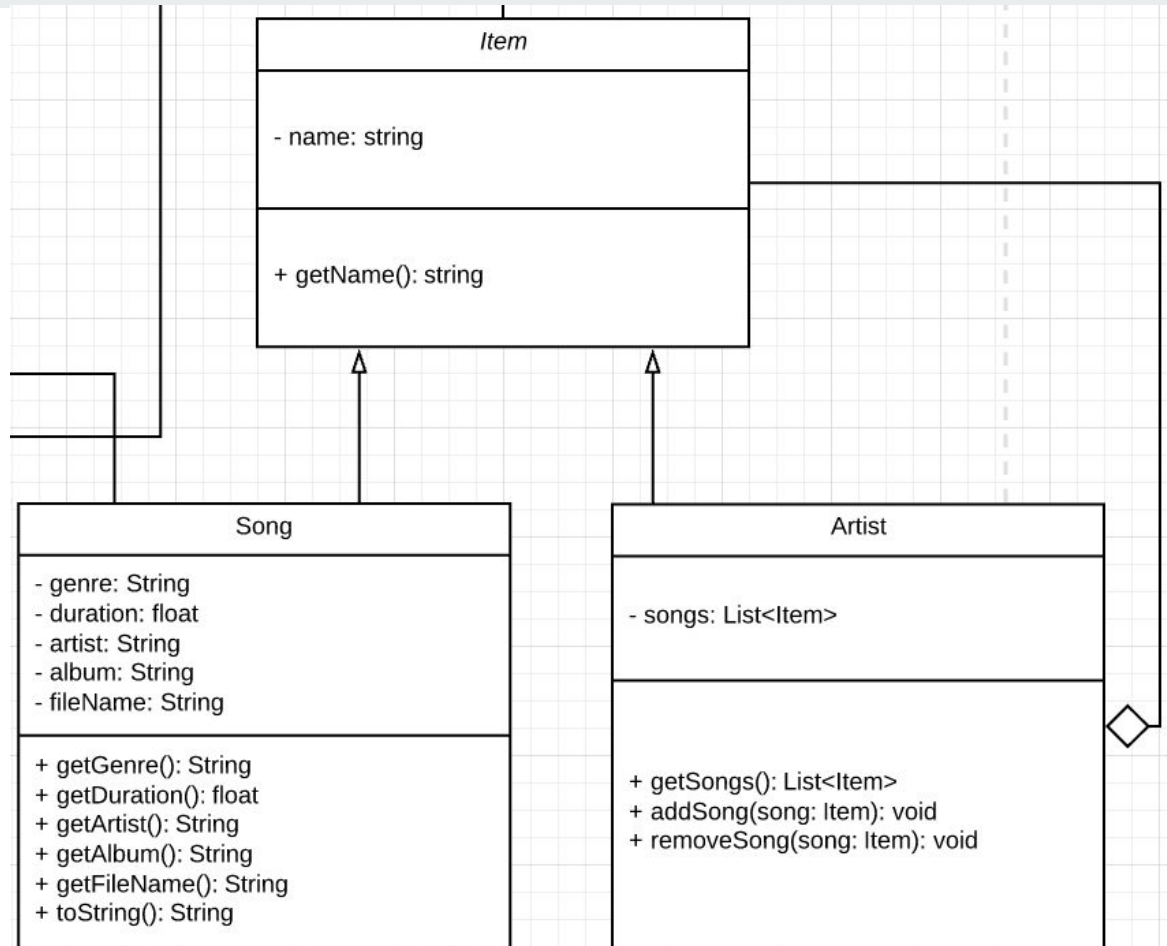 Item
- name: string
+ getName(): string
Song
- genre: String
- duration: float
- artist: String
- album: String
- fileName: String
+ getGenre(): String
+ getDuration(): float
+ getArtist(): String
+ getAlbum(): String
+ getFileName(): String
+ toString(): String
Artist
- songs: List<Item>
+ getSongs(): List<Item>
+ addSong(song: Item): void
+ removeSong(song: Item): void